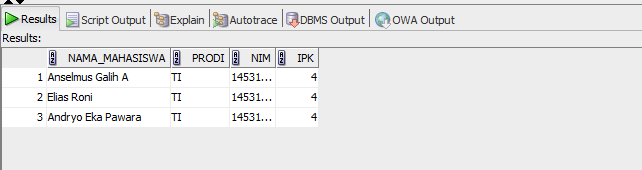 Results Script Output Explain Autotrace DBMS Output OWA Output
Results:
NAMA_MAHASISWA PRODI NIM IPK
1 Anselmus Galih A TI 14531... 4
2 Elias Roni TI 14531... 4
3 Andryo Eka Pawara TI 14531... 4